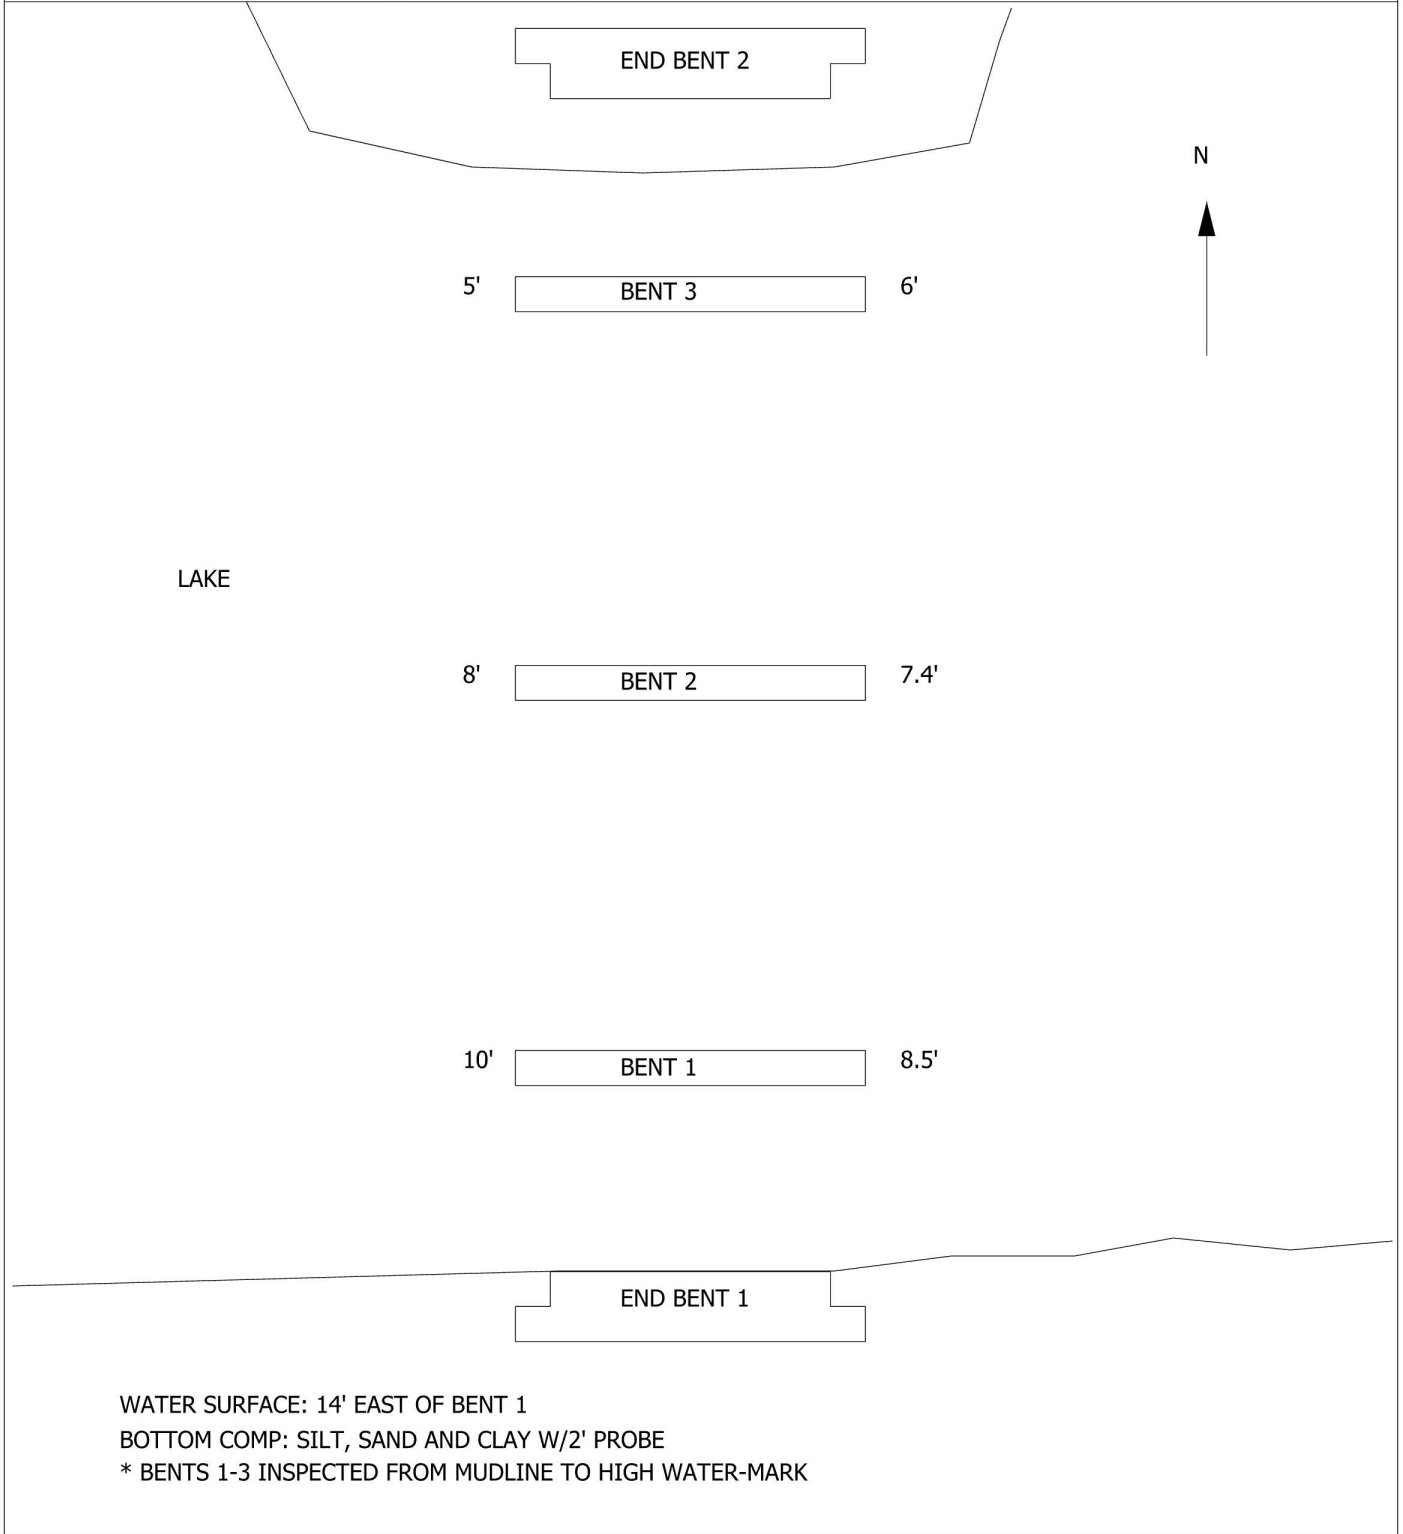 END BENT 2
N
5'
BENT 3
6'
LAKE
8'
BENT 2
7.4'
10'
BENT 1
8.5'
END BENT 1
WATER SURFACE: 14' EAST OF BENT 1
BOTTOM COMP: SILT, SAND AND CLAY W/2' PROBE
* BENTS 1-3 INSPECTED FROM MUDLINE TO HIGH WATER-MARK